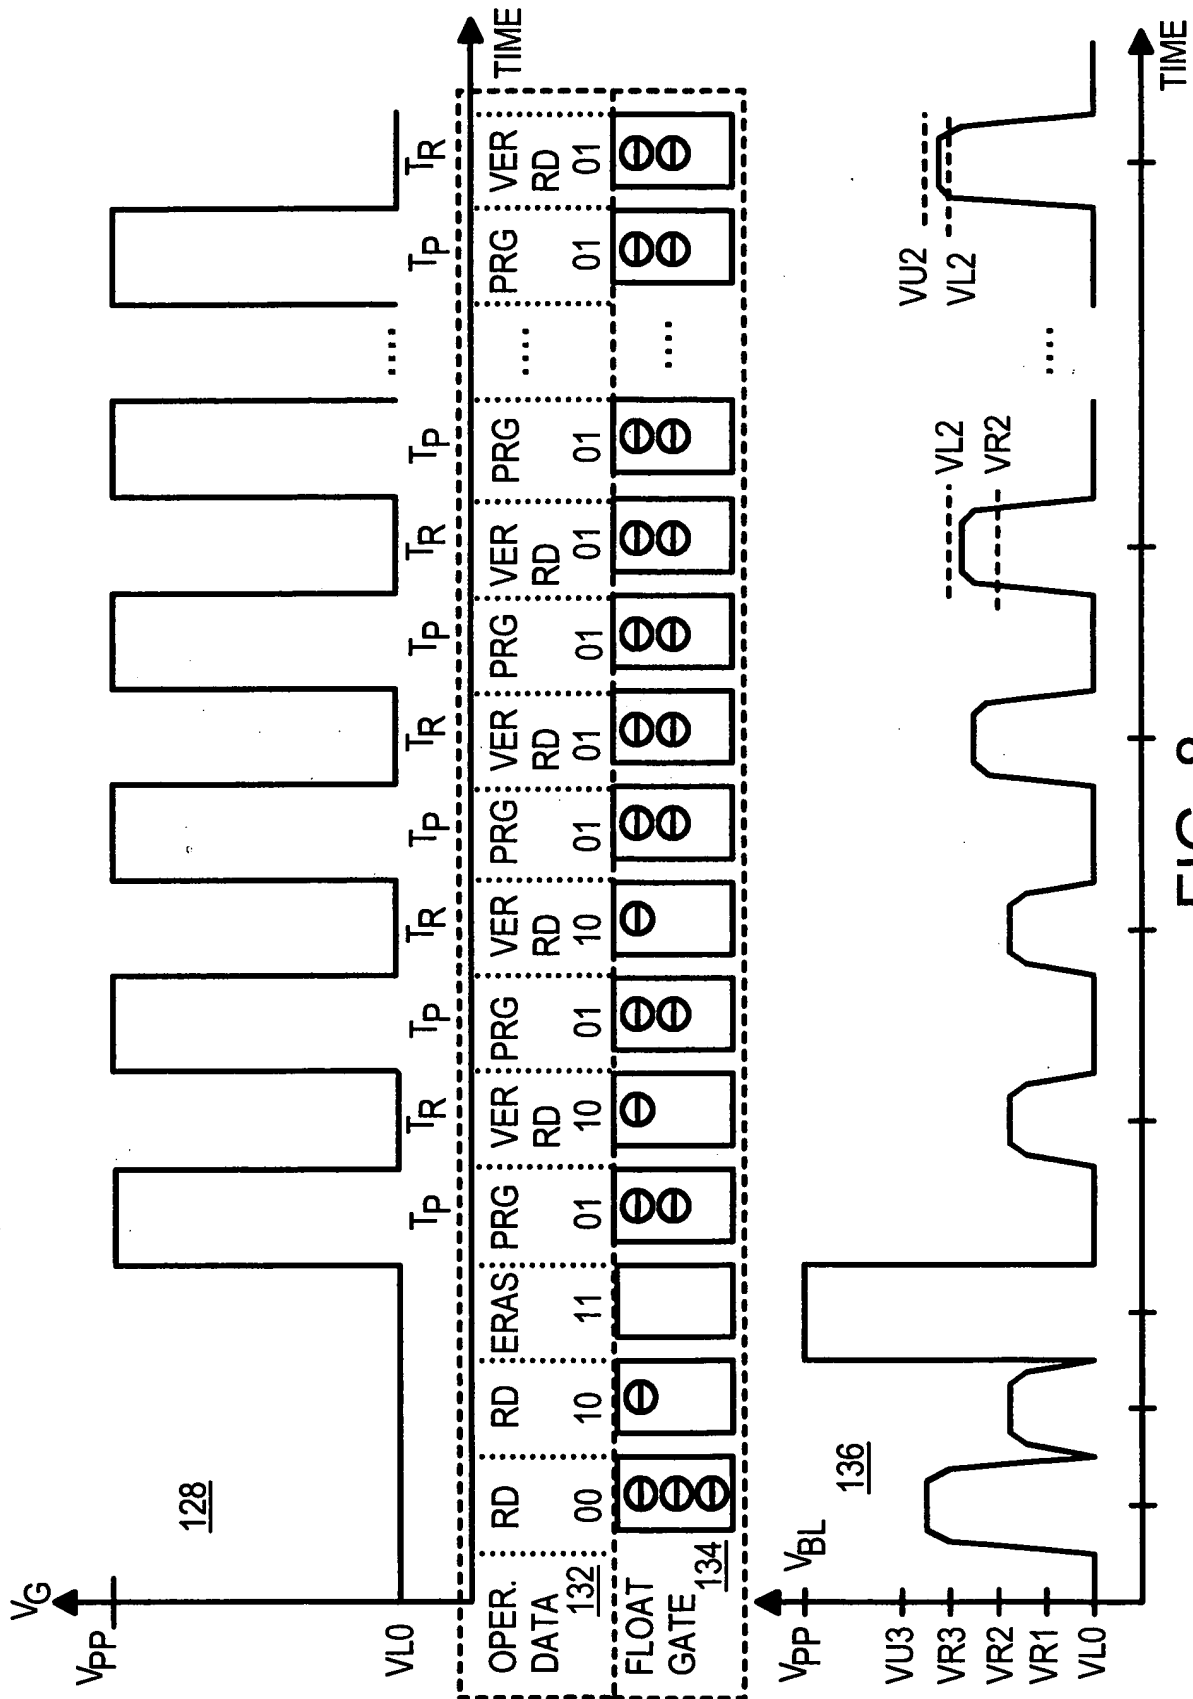 V_G
V_PP
128
VL0
T_P T_R T_P T_R T_P T_R T_P T_R T_P .... T_P T_R
TIME
OPER. RD RD ERAS PRG VER RD PRG VER RD PRG VER RD PRG VER RD PRG .... PRG VER RD
DATA 132 00 10 11 01 10 01 10 01 01 01 01 01 01 01
FLOAT
GATE 134
....
V_BL
V_PP
136
VU3
VR3
VR2
VR1
VL0
VL2
VR2
....
VU2
VL2
TIME
FIG. 8